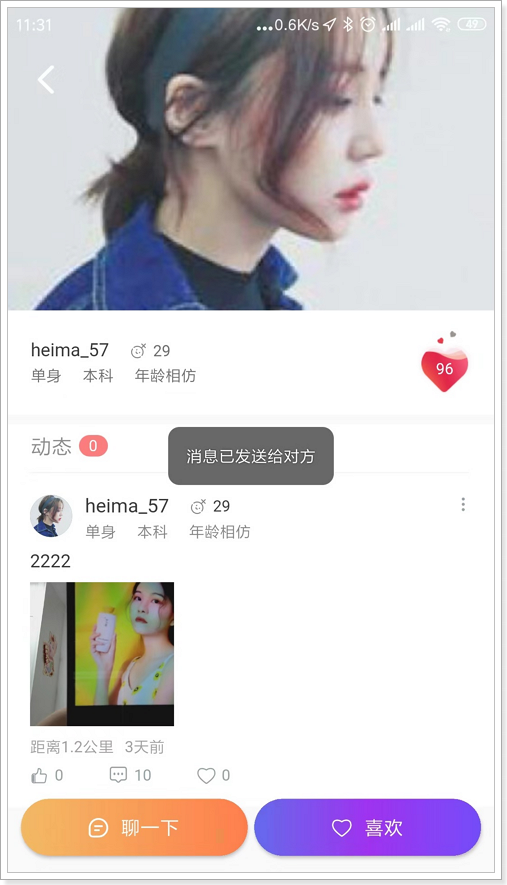 11:31 ...0.6K/s 49
heima_57 29
单身 本科 年龄相仿
96
动态 0
消息已发送给对方
heima_57 29
单身 本科 年龄相仿
2222
距离1.2公里 3天前
0 10 0
聊一下 喜欢